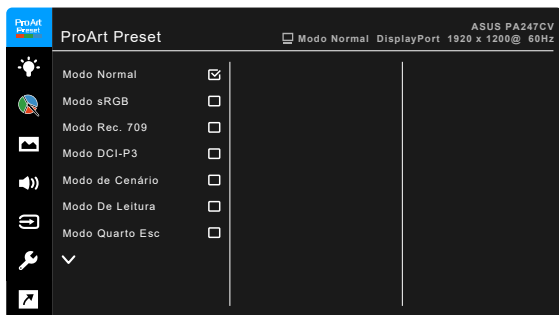 ProArt
Preset
ProArt Preset
ASUS PA247CV
Modo Normal DisplayPort 1920 x 1200@ 60Hz
Modo Normal
Modo sRGB
Modo Rec. 709
Modo DCI-P3
Modo de Cenário
Modo De Leitura
Modo Quarto Esc